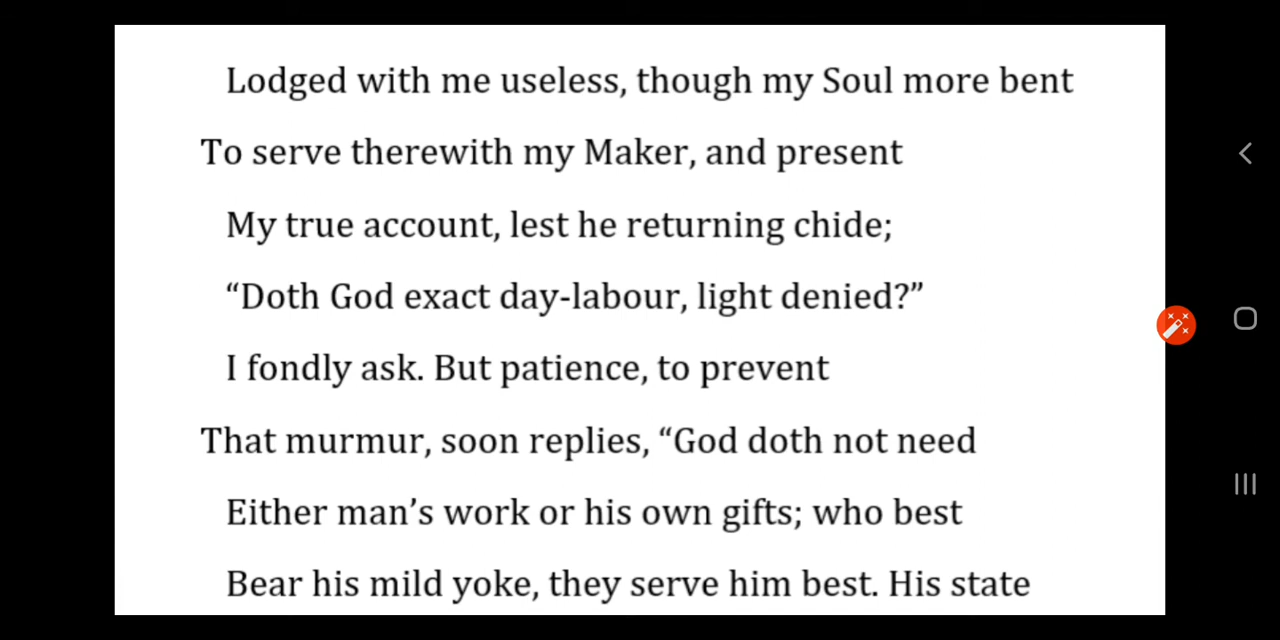 Lodged with me useless, though my Soul more bent
To serve therewith my Maker, and present
My true account, lest he returning chide;
“Doth God exact day-labour, light denied?”
I fondly ask. But patience, to prevent
That murmur, soon replies, “God doth not need
Either man’s work or his own gifts; who best
Bear his mild yoke, they serve him best. His state